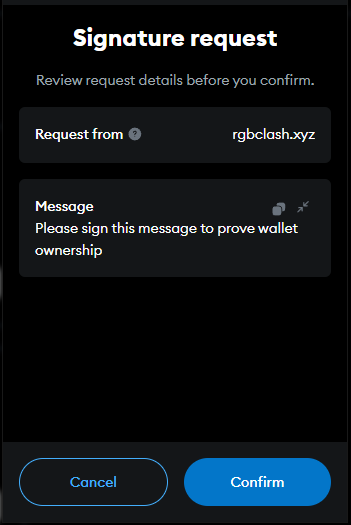 Signature request
Review request details before you confirm.
Request from ? rgbclash.xyz
Message
Please sign this message to prove wallet
ownership
Cancel Confirm